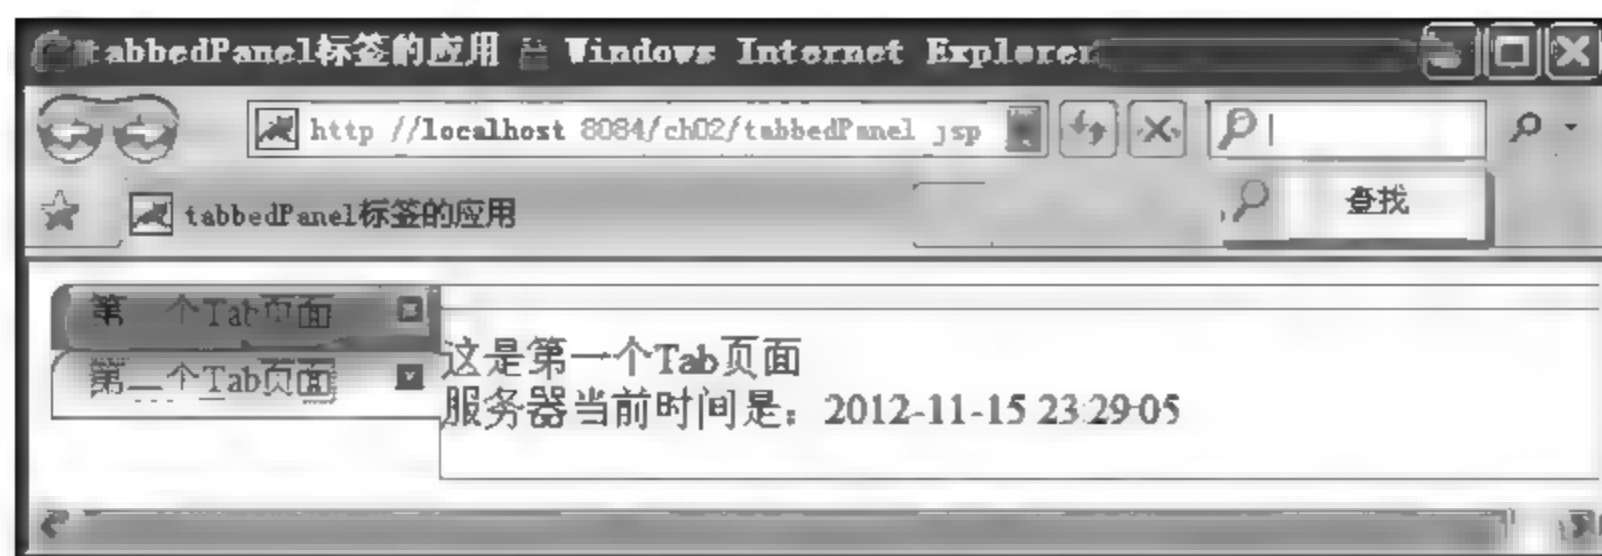 tabbedPanel标签的应用 Windows Internet Explorer
http //localhost 8084/ch02/tabbedPanel jsp
tabbedPanel标签的应用
查找
第一个Tab页面
第二个Tab页面
这是第一个Tab页面
服务器当前时间是：2012-11-15 23:29:05